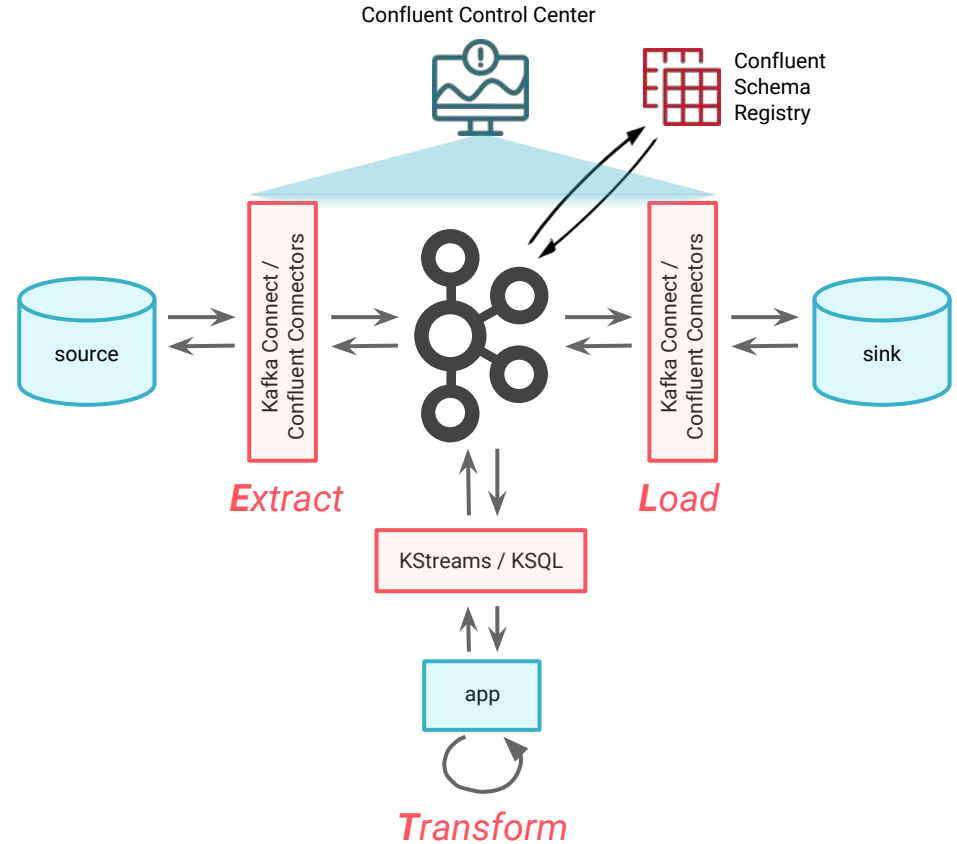 Confluent Control Center
Confluent
Schema
Registry
source
Kafka Connect /
Confluent Connectors
Kafka Connect /
Confluent Connectors
sink
Extract
Load
KStreams / KSQL
app
Transform